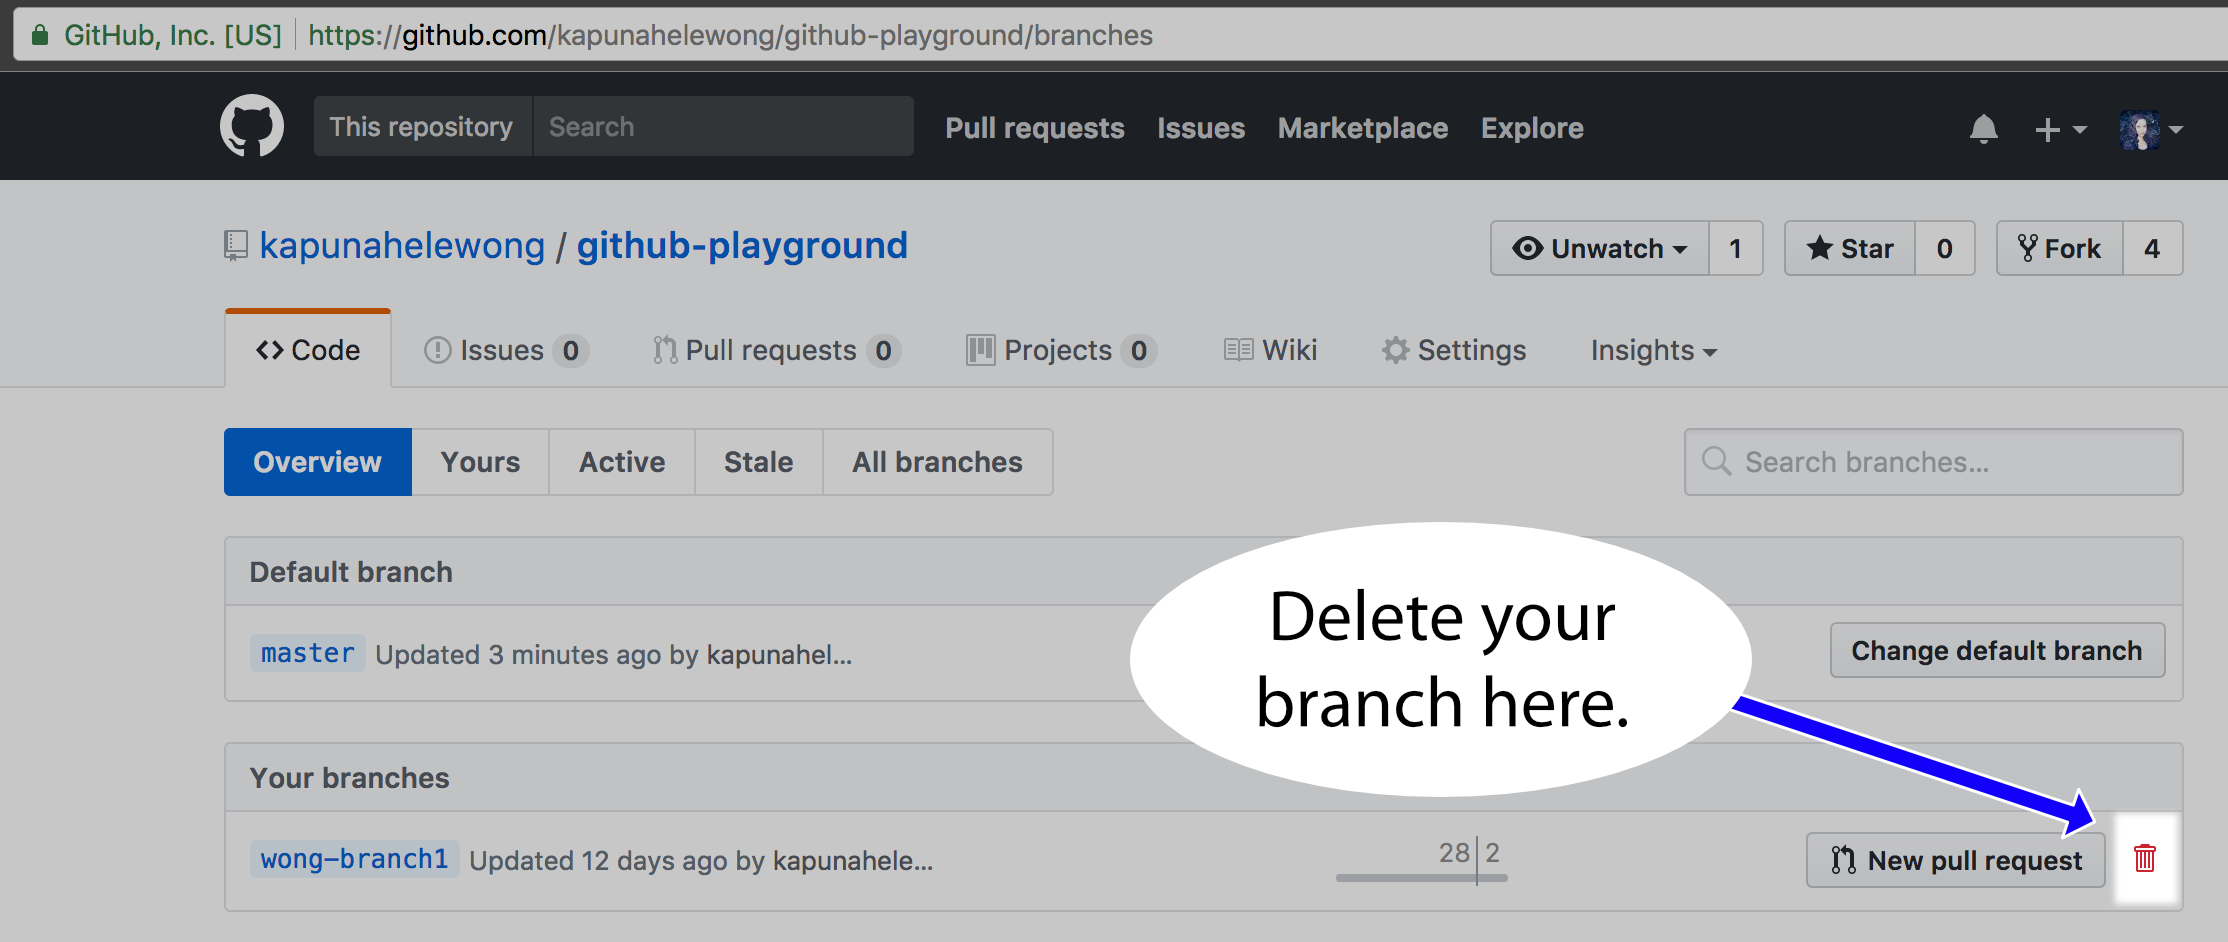 GitHub, Inc. [US] https://github.com/kapunahelewong/github-playground/branches
This repository Search Pull requests Issues Marketplace Explore
kapunahelewong / github-playground Unwatch 1 Star 0 Fork 4
Code Issues 0 Pull requests 0 Projects 0 Wiki Settings Insights
Overview Yours Active Stale All branches Search branches...
Default branch
Delete your
branch here.
master Updated 3 minutes ago by kapunahel... Change default branch
Your branches
wong-branch1 Updated 12 days ago by kapunahele... 28 2 New pull request